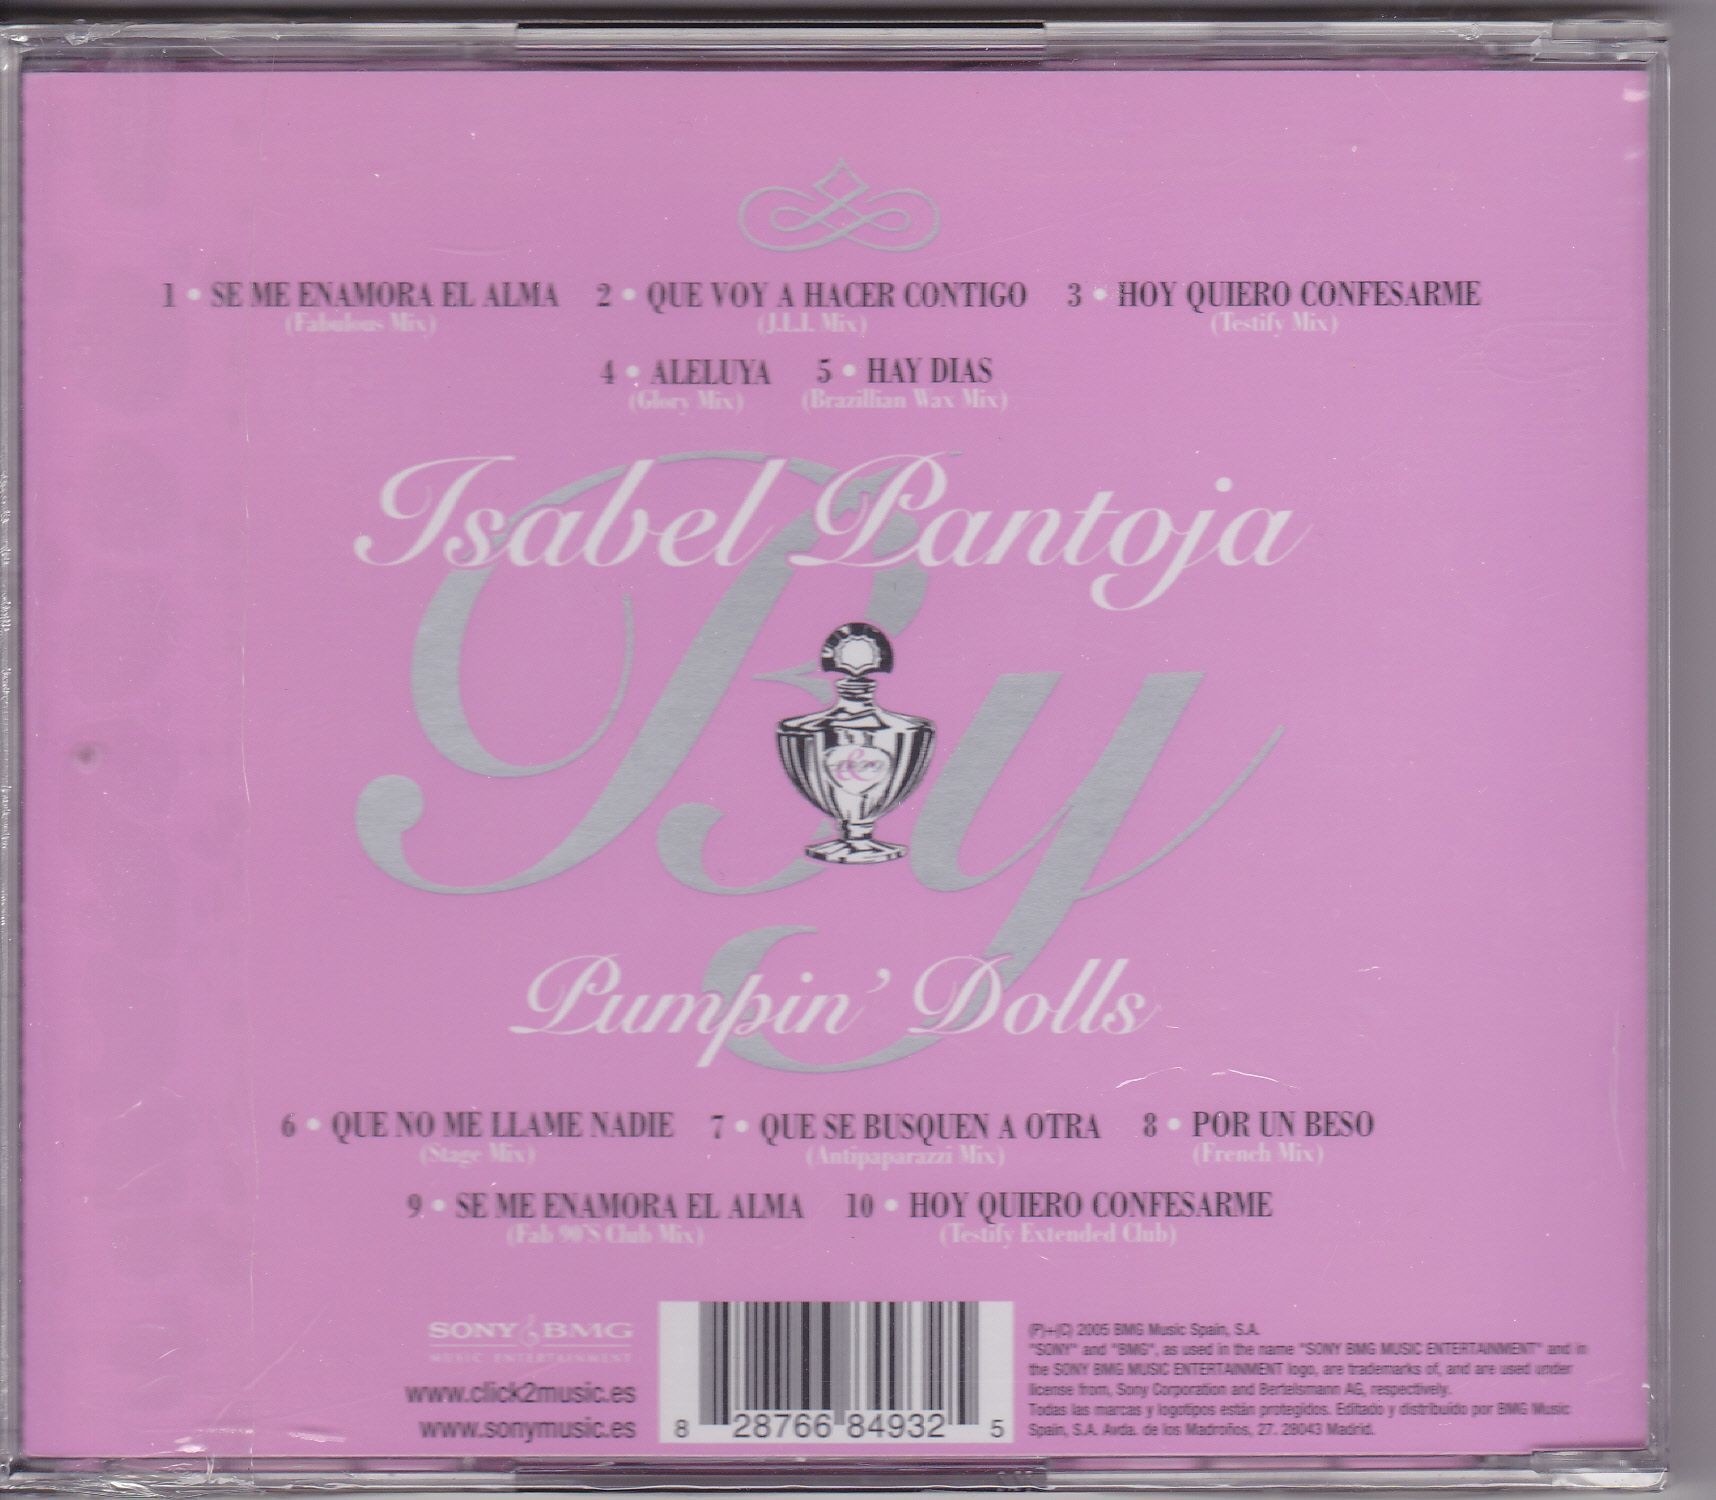 1 • SE ME ENAMORA EL ALMA 2 • QUE VOY A HACER CONTIGO 3 • HOY QUIERO CONFESARME
(Fabulous Mix) (J.L.I. Mix) (Testify Mix)
4 • ALELUYA 5 • HAY DIAS
(Glory Mix) (Brazillian Wax Mix)
Isabel Pantoja
By
&
Pumpin' Dolls
6 • QUE NO ME LLAME NADIE 7 • QUE SE BUSQUEN A OTRA 8 • POR UN BESO
(Stage Mix) (Antipaparazzi Mix) (French Mix)
9 • SE ME ENAMORA EL ALMA 10 • HOY QUIERO CONFESARME
(Fab 90'S Club Mix) (Testify Extended Club)
SONY BMG
MUSIC ENTERTAINMENT
www.click2music.es
www.sonymusic.es
8 28766 84932 5
(P)+(C) 2005 BMG Music Spain, S.A.
"SONY" and "BMG", as used in the name "SONY BMG MUSIC ENTERTAINMENT" and in
the SONY BMG MUSIC ENTERTAINMENT logo, are trademarks of, and are used under
license from, Sony Corporation and Bertelsmann AG, respectively.
Todas las marcas y logotipos están protegidos. Editado y distribuido por BMG Music
Spain, S.A. Avda. de los Madroños, 27. 28043 Madrid.